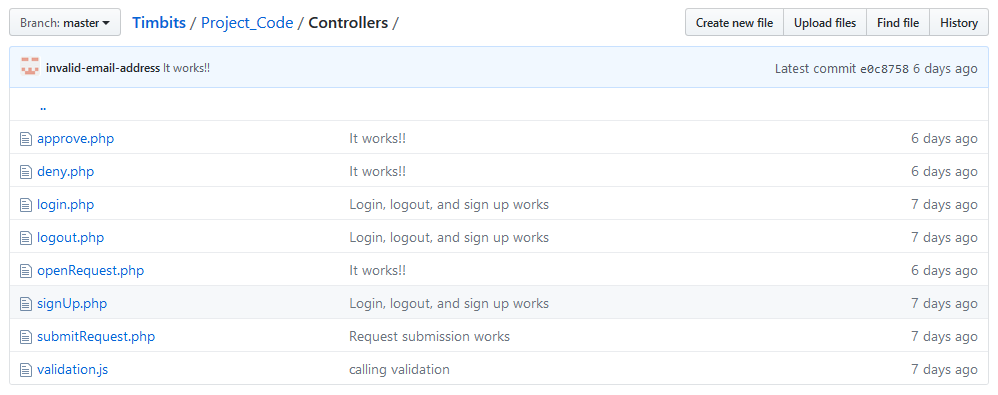 Branch: master Timbits / Project_Code / Controllers / Create new file Upload files Find file History
invalid-email-address It works!! Latest commit e0c8758 6 days ago
..
approve.php It works!! 6 days ago
deny.php It works!! 6 days ago
login.php Login, logout, and sign up works 7 days ago
logout.php Login, logout, and sign up works 7 days ago
openRequest.php It works!! 6 days ago
signUp.php Login, logout, and sign up works 7 days ago
submitRequest.php Request submission works 7 days ago
validation.js calling validation 7 days ago